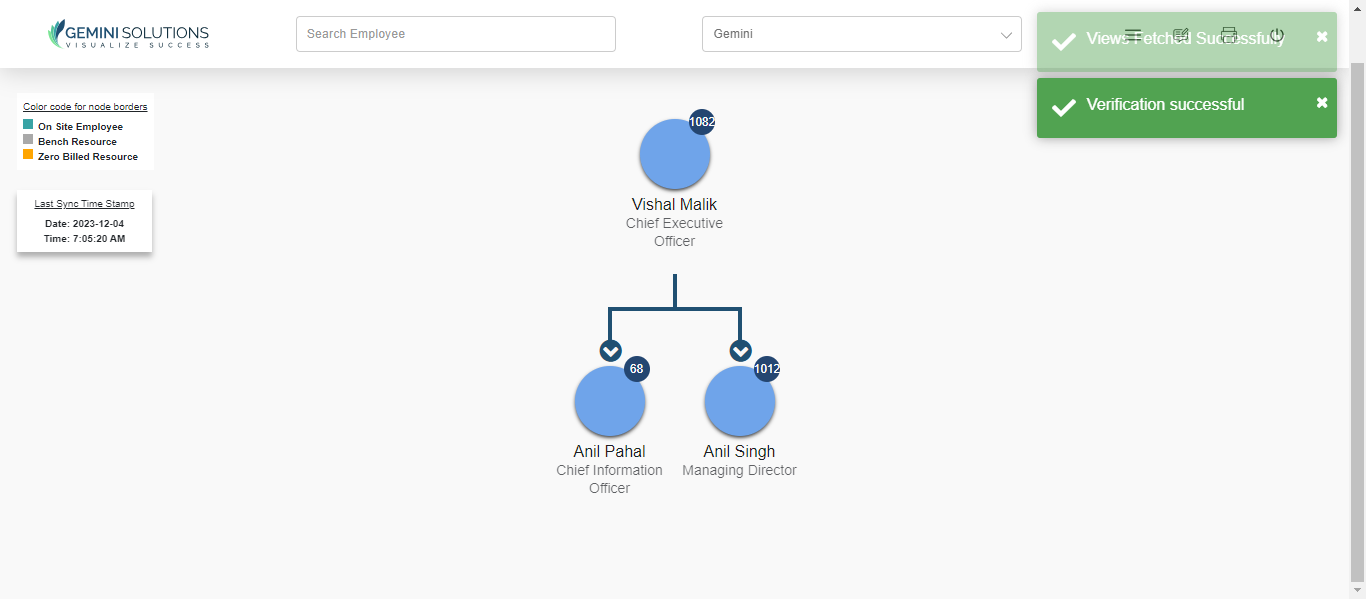 GEMINI SOLUTIONS
VISUALIZE SUCCESS
Search Employee
Gemini
Views Fetched Successfully
Verification successful
Color code for node borders
On Site Employee
Bench Resource
Zero Billed Resource
Last Sync Time Stamp
Date: 2023-12-04
Time: 7:05:20 AM
1082
Vishal Malik
Chief Executive
Officer
68
1012
Anil Pahal
Anil Singh
Chief Information
Managing Director
Officer